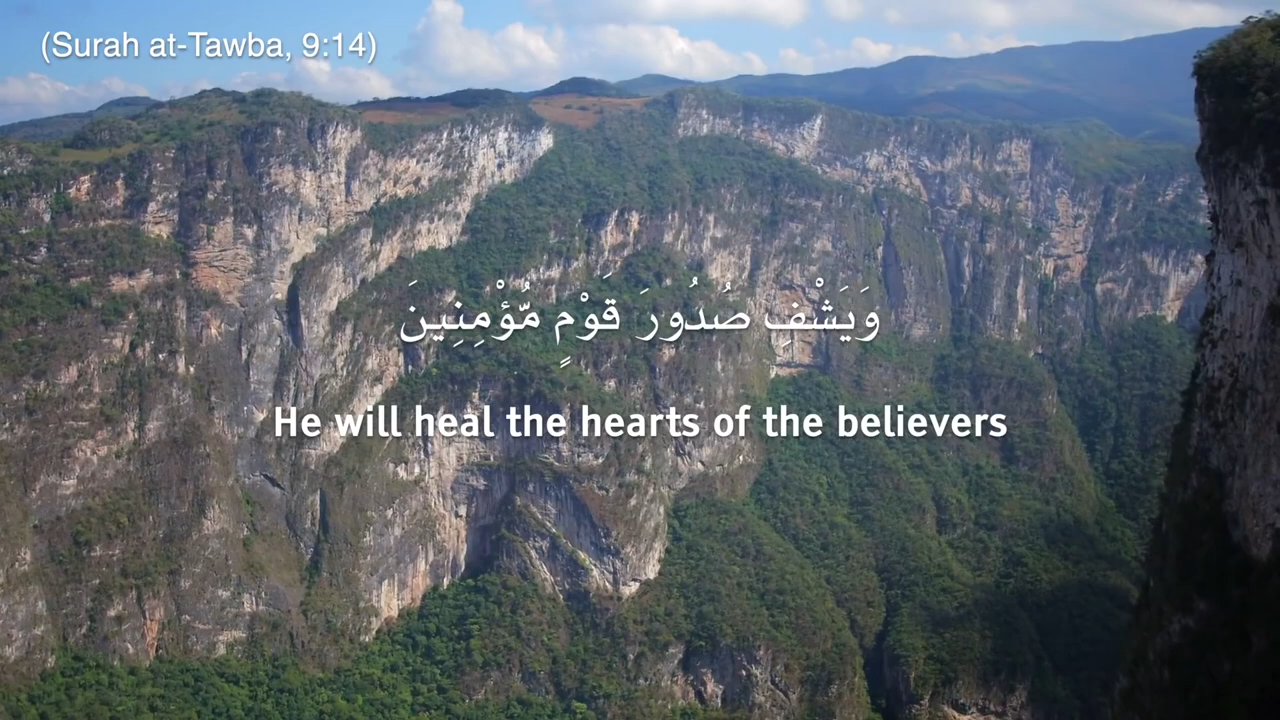 (Surah at-Tawba, 9:14)
وَيَشْفِ صُدُورَ قَوْمٍ مُّؤْمِنِينَ
He will heal the hearts of the believers